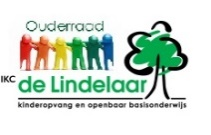 Ouderraad
IKC de Lindelaar
kinderopvang en openbaar basisonderwijs